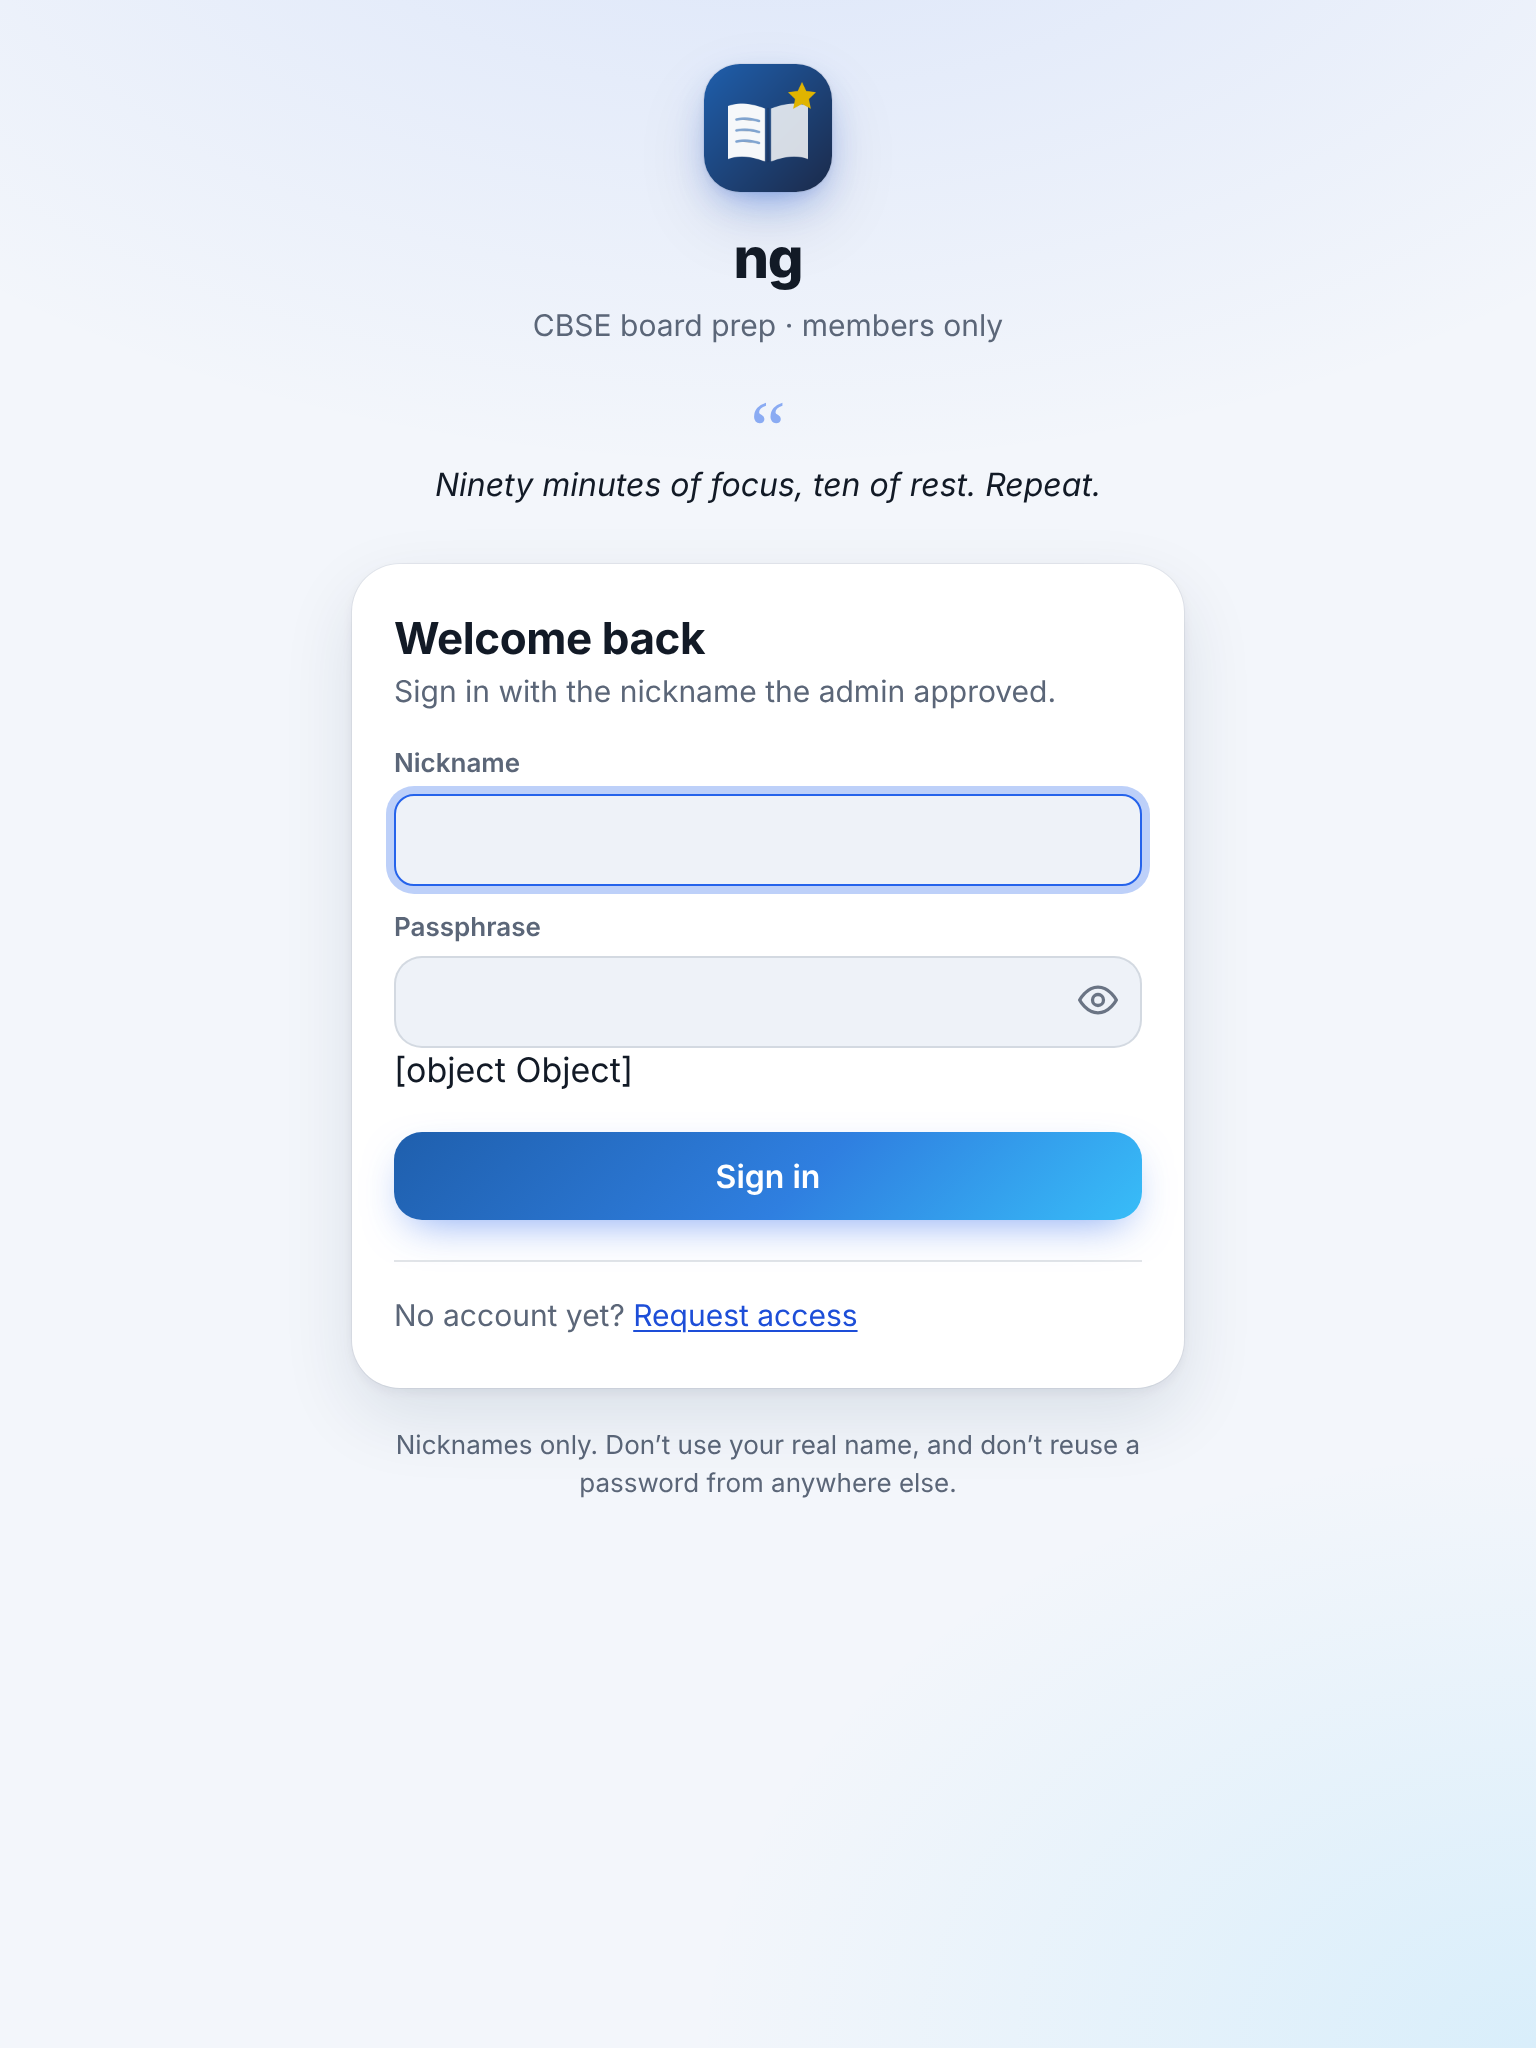 ng
CBSE board prep · members only
“
Ninety minutes of focus, ten of rest. Repeat.
Welcome back
Sign in with the nickname the admin approved.
Nickname
Passphrase
[object Object]
Sign in
No account yet? Request access
Nicknames only. Don’t use your real name, and don’t reuse a
password from anywhere else.